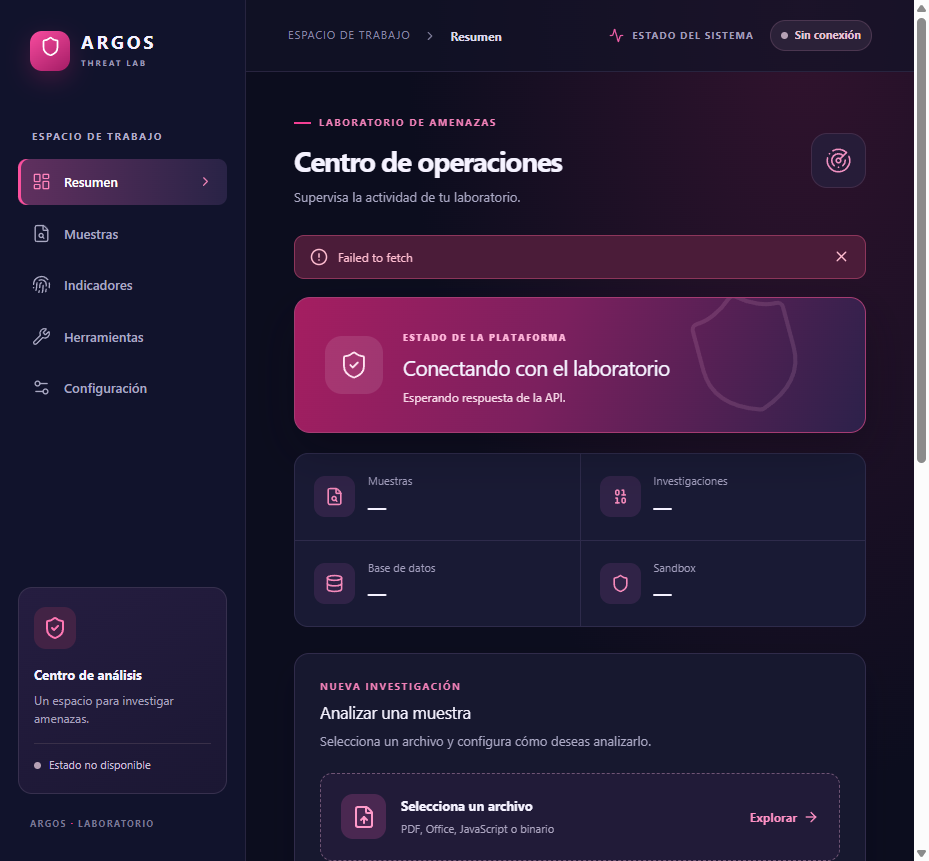 ARGOS
THREAT LAB
ESPACIO DE TRABAJO
Resumen
Muestras
Indicadores
Herramientas
Configuración
Centro de análisis
Un espacio para investigar
amenazas.
Estado no disponible
ARGOS · LABORATORIO
ESPACIO DE TRABAJO
Resumen
ESTADO DEL SISTEMA
Sin conexión
LABORATORIO DE AMENAZAS
Centro de operaciones
Supervisa la actividad de tu laboratorio.
Failed to fetch
ESTADO DE LA PLATAFORMA
Conectando con el laboratorio
Esperando respuesta de la API.
Muestras
—
Investigaciones
—
Base de datos
—
Sandbox
—
NUEVA INVESTIGACIÓN
Analizar una muestra
Selecciona un archivo y configura cómo deseas analizarlo.
Selecciona un archivo
PDF, Office, JavaScript o binario
Explorar